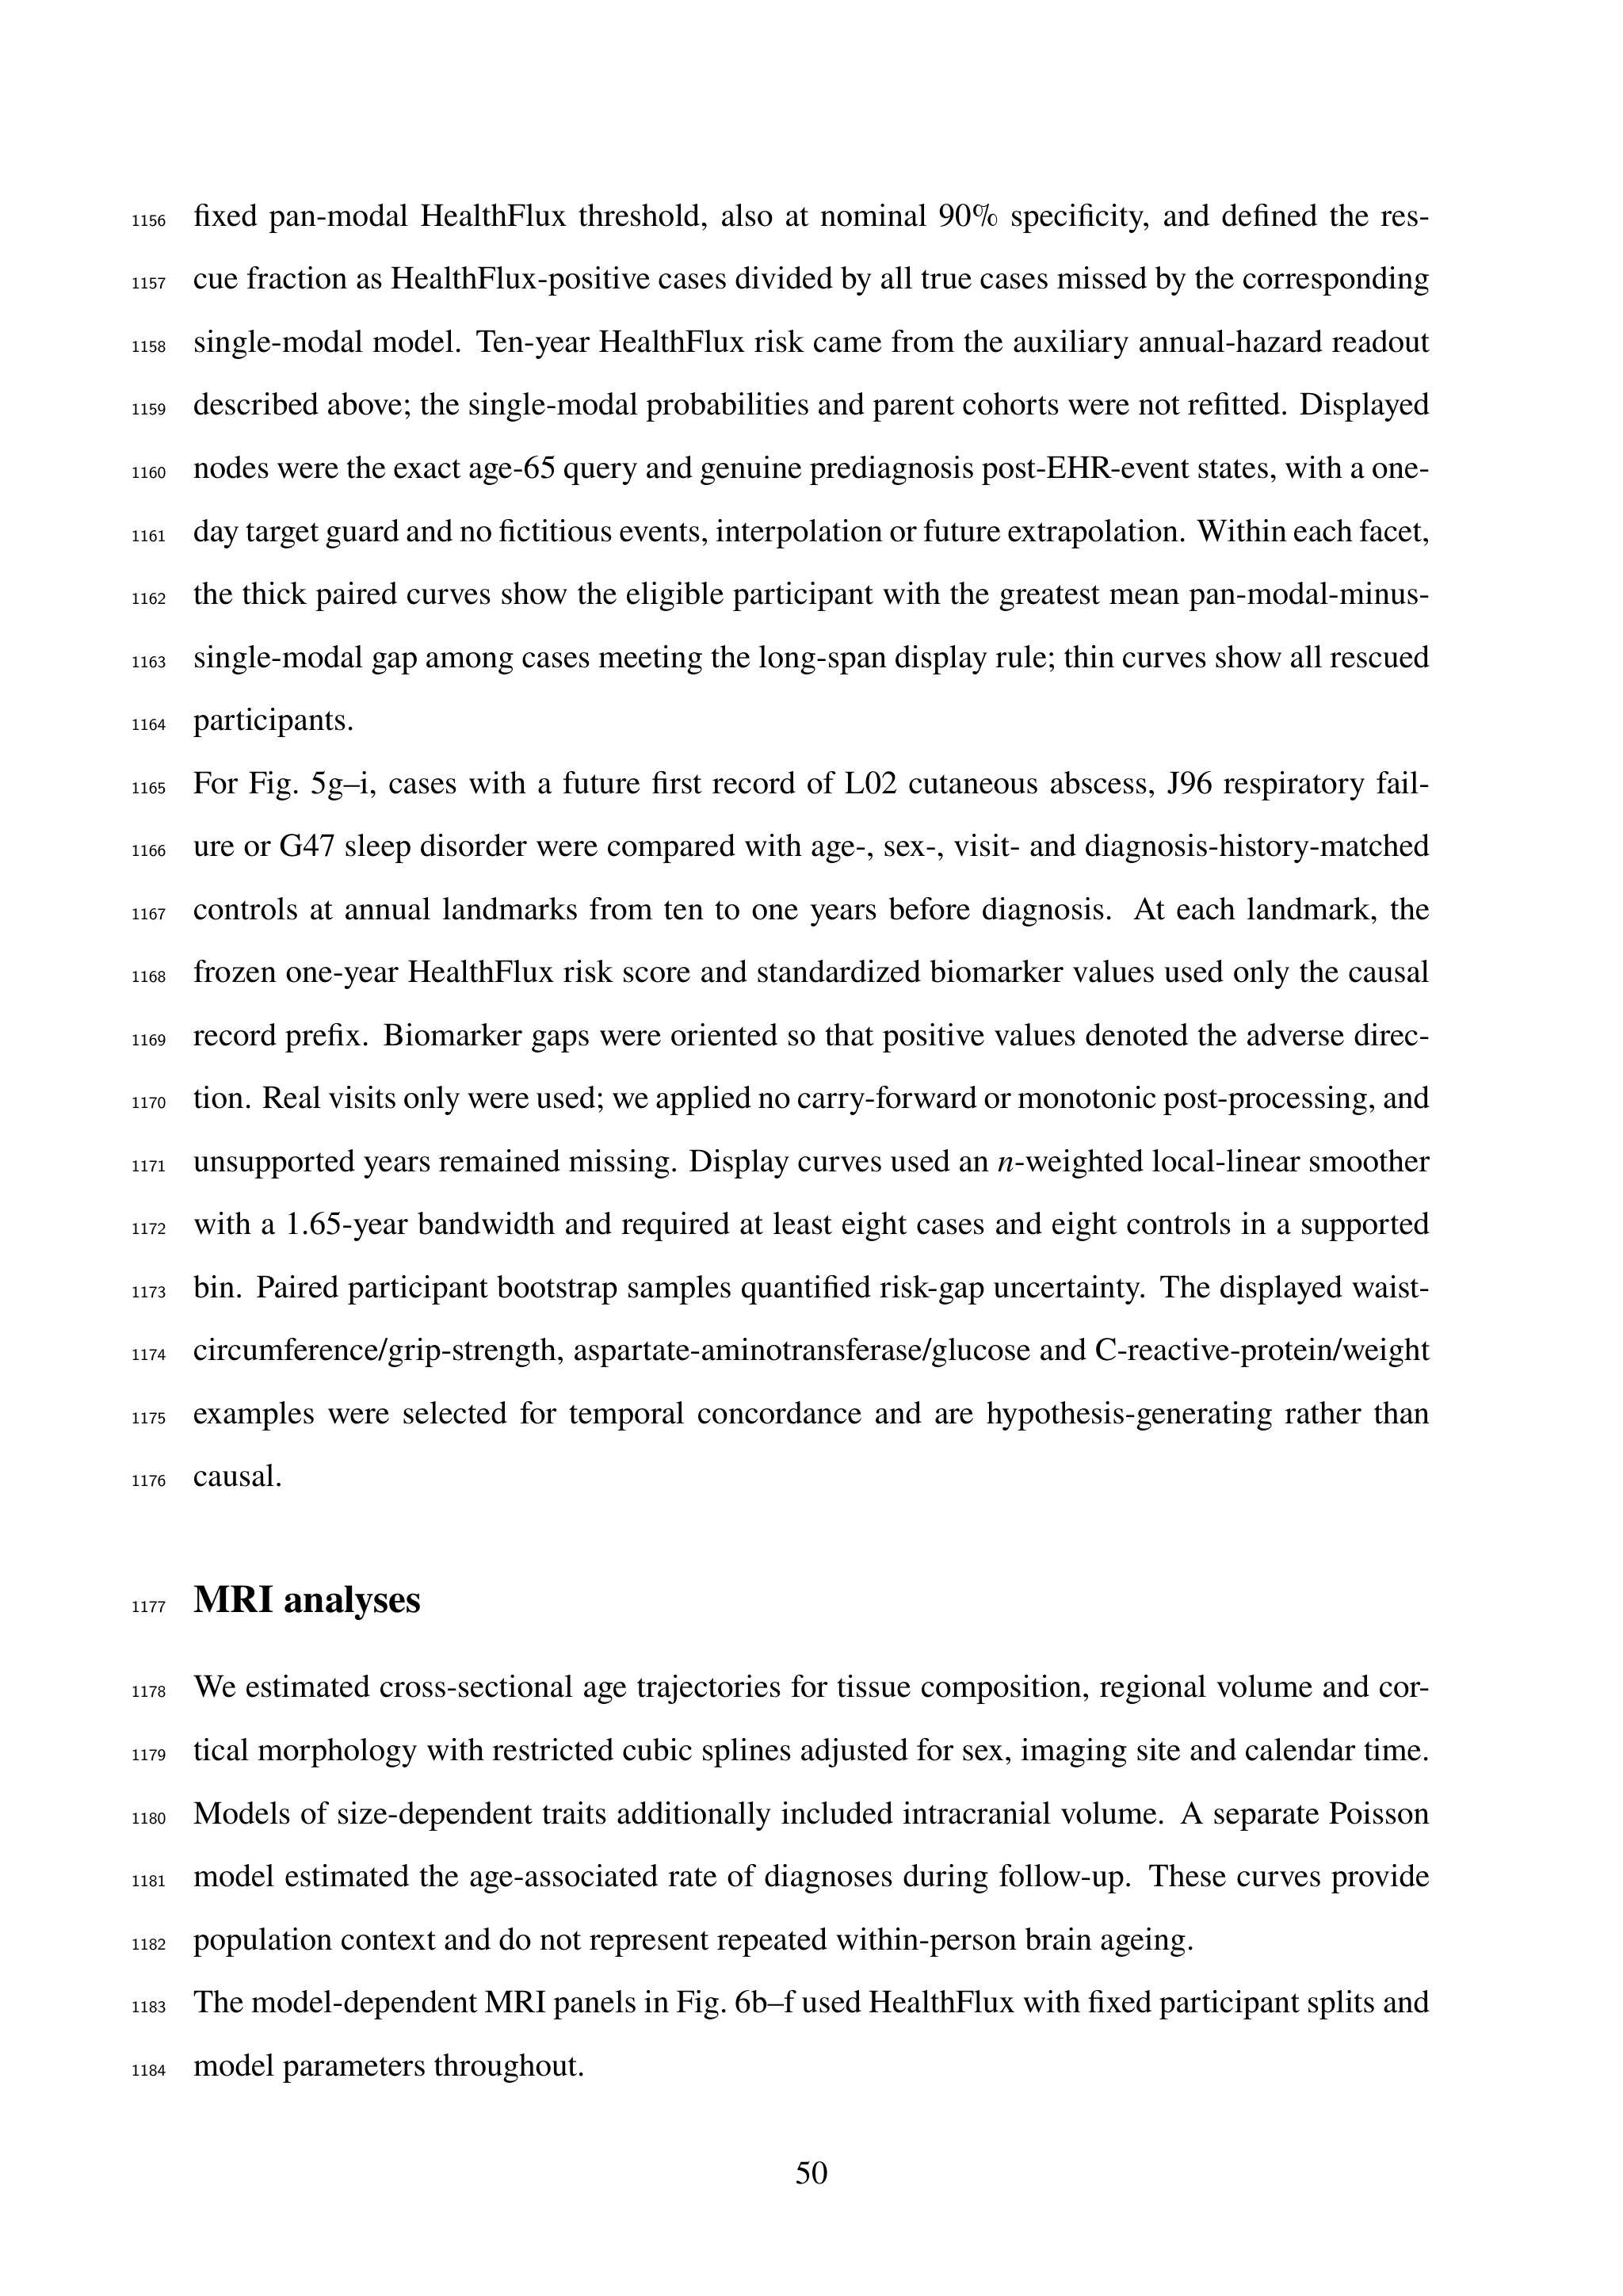 1156 fixed pan-modal HealthFlux threshold, also at nominal 90% specificity, and defined the res-
1157 cue fraction as HealthFlux-positive cases divided by all true cases missed by the corresponding
1158 single-modal model. Ten-year HealthFlux risk came from the auxiliary annual-hazard readout
1159 described above; the single-modal probabilities and parent cohorts were not refitted. Displayed
1160 nodes were the exact age-65 query and genuine prediagnosis post-EHR-event states, with a one-
1161 day target guard and no fictitious events, interpolation or future extrapolation. Within each facet,
1162 the thick paired curves show the eligible participant with the greatest mean pan-modal-minus-
1163 single-modal gap among cases meeting the long-span display rule; thin curves show all rescued
1164 participants.
1165 For Fig. 5g–i, cases with a future first record of L02 cutaneous abscess, J96 respiratory fail-
1166 ure or G47 sleep disorder were compared with age-, sex-, visit- and diagnosis-history-matched
1167 controls at annual landmarks from ten to one years before diagnosis. At each landmark, the
1168 frozen one-year HealthFlux risk score and standardized biomarker values used only the causal
1169 record prefix. Biomarker gaps were oriented so that positive values denoted the adverse direc-
1170 tion. Real visits only were used; we applied no carry-forward or monotonic post-processing, and
1171 unsupported years remained missing. Display curves used an n-weighted local-linear smoother
1172 with a 1.65-year bandwidth and required at least eight cases and eight controls in a supported
1173 bin. Paired participant bootstrap samples quantified risk-gap uncertainty. The displayed waist-
1174 circumference/grip-strength, aspartate-aminotransferase/glucose and C-reactive-protein/weight
1175 examples were selected for temporal concordance and are hypothesis-generating rather than
1176 causal.
1177 MRI analyses
1178 We estimated cross-sectional age trajectories for tissue composition, regional volume and cor-
1179 tical morphology with restricted cubic splines adjusted for sex, imaging site and calendar time.
1180 Models of size-dependent traits additionally included intracranial volume. A separate Poisson
1181 model estimated the age-associated rate of diagnoses during follow-up. These curves provide
1182 population context and do not represent repeated within-person brain ageing.
1183 The model-dependent MRI panels in Fig. 6b–f used HealthFlux with fixed participant splits and
1184 model parameters throughout.
50